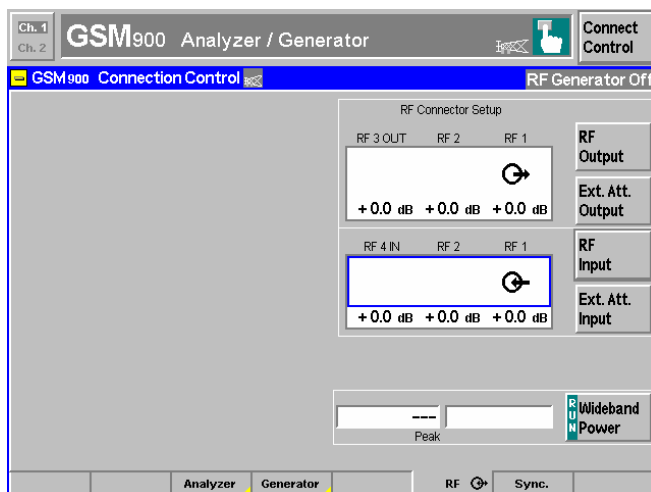 Ch. 1
Ch. 2
GSM900 Analyzer / Generator
Connect
Control
GSM900 Connection Control
RF Generator Off
RF Connector Setup
RF 3 OUT RF 2 RF 1
+ 0.0 dB + 0.0 dB + 0.0 dB
RF
Output
Ext. Att.
Output
RF 4 IN RF 2 RF 1
+ 0.0 dB + 0.0 dB + 0.0 dB
RF
Input
Ext. Att.
Input
---
Peak
RUN
Wideband
Power
Analyzer Generator RF Sync.